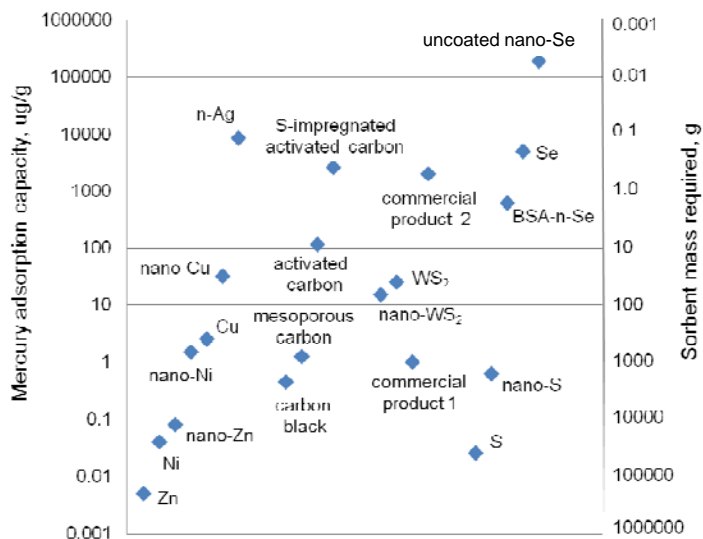 1000000
100000
10000
1000
100
10
1
0.1
0.01
0.001
Mercury adsorption capacity, ug/g
0.001
0.01
0.1
1.0
10
100
1000
10000
100000
1000000
Sorbent mass required, g
uncoated nano-Se
n-Ag
S-impregnated
activated carbon
Se
commercial
product 2
BSA-n-Se
nano Cu
activated
carbon
WS2
nano-WS2
mesoporous
carbon
Cu
nano-Ni
carbon
black
commercial
product 1
nano-S
nano-Zn
Ni
S
Zn